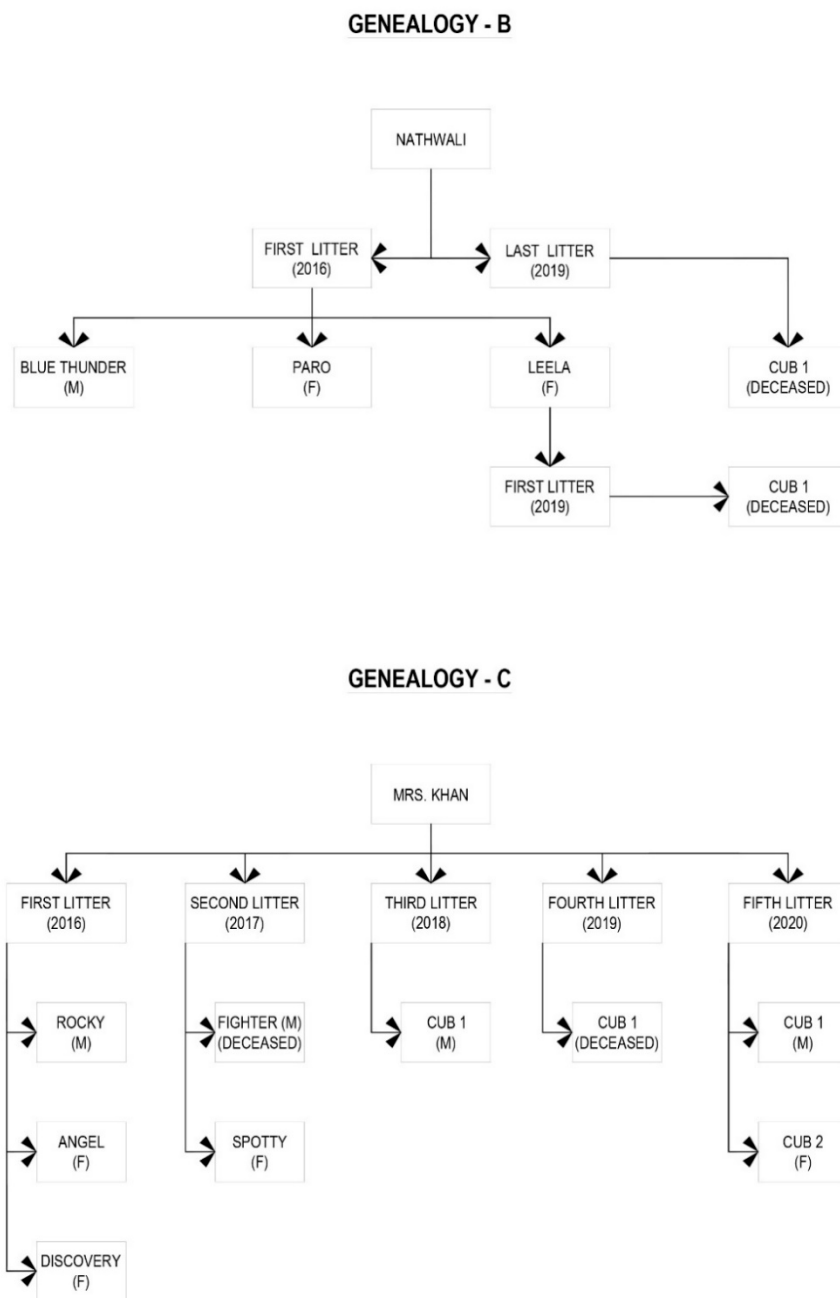 GENEALOGY - B
NATHWALI
FIRST LITTER
(2016)
LAST LITTER
(2019)
BLUE THUNDER
(M)
PARO
(F)
LEELA
(F)
CUB 1
(DECEASED)
FIRST LITTER
(2019)
CUB 1
(DECEASED)
GENEALOGY - C
MRS. KHAN
FIRST LITTER
(2016)
SECOND LITTER
(2017)
THIRD LITTER
(2018)
FOURTH LITTER
(2019)
FIFTH LITTER
(2020)
ROCKY
(M)
FIGHTER (M)
(DECEASED)
CUB 1
(M)
CUB 1
(DECEASED)
CUB 1
(M)
ANGEL
(F)
SPOTTY
(F)
CUB 2
(F)
DISCOVERY
(F)